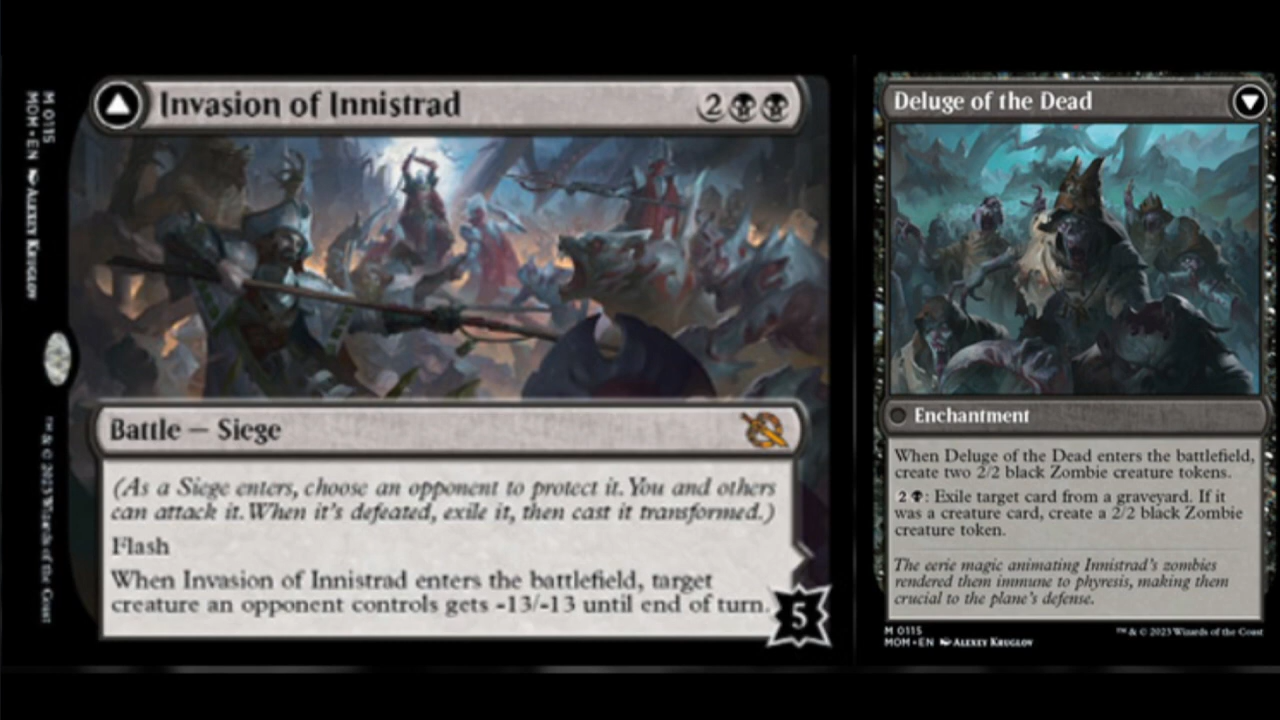 Invasion of Innistrad 2
Battle — Siege
(As a Siege enters, choose an opponent to protect it. You and others
can attack it. When it's defeated, exile it, then cast it transformed.)
Flash
When Invasion of Innistrad enters the battlefield, target
creature an opponent controls gets -13/-13 until end of turn.
5
M 0115
MOM • EN ALEXEY KRUGLOV
™ & © 2023 Wizards of the Coast
Deluge of the Dead
Enchantment
When Deluge of the Dead enters the battlefield,
create two 2/2 black Zombie creature tokens.
2 : Exile target card from a graveyard. If it
was a creature card, create a 2/2 black Zombie
creature token.
The eerie magic animating Innistrad's zombies
rendered them immune to phyresis, making them
crucial to the plane's defense.
M 0115
MOM • EN ALEXEY KRUGLOV
™ & © 2023 Wizards of the Coast